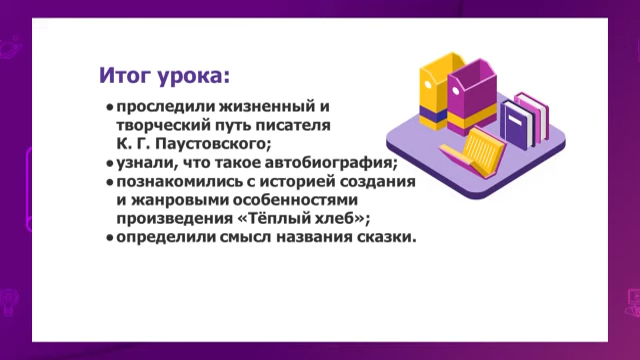 Итог урока:
●проследили жизненный и
творческий путь писателя
К. Г. Паустовского;
●узнали, что такое автобиография;
●познакомились с историей создания
и жанровыми особенностями
произведения «Тёплый хлеб»;
●определили смысл названия сказки.